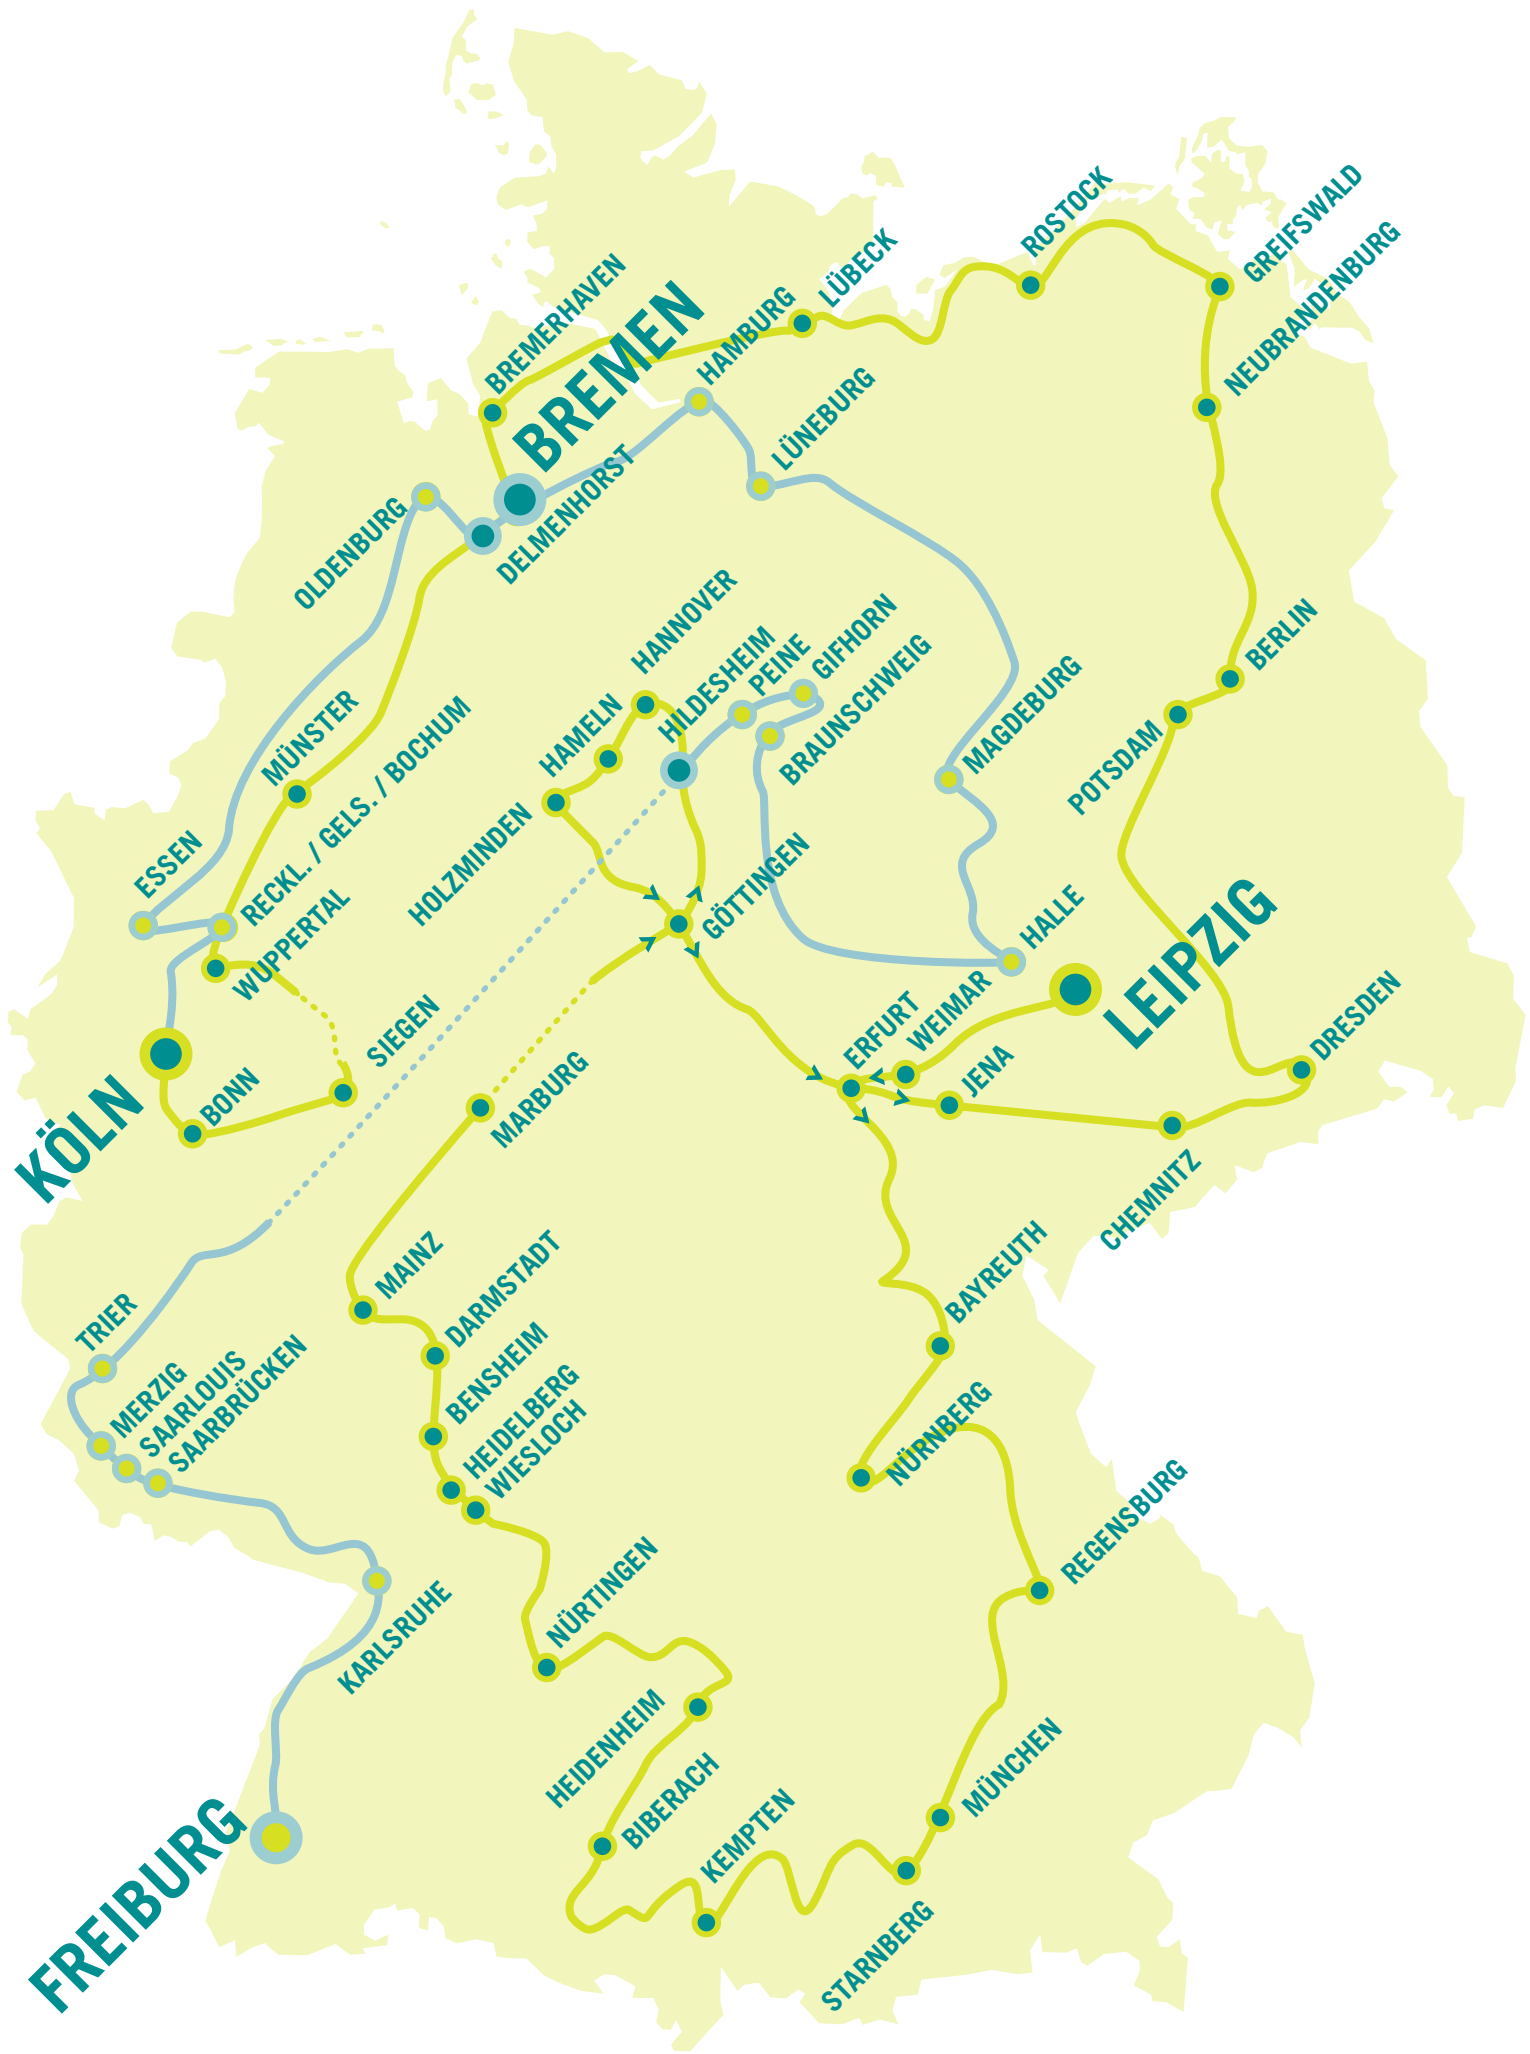 ROSTOCK
GREIFSWALD
LÜBECK
NEUBRANDENBURG
BREMERHAVEN
HAMBURG
BREMEN
LÜNEBURG
DELMENHORST
OLDENBURG
HANNOVER
BERLIN
HILDESHEIM
PEINE
GIFHORN
BRAUNSCHWEIG
HAMELN
MAGDEBURG
POTSDAM
MÜNSTER
RECKL. / GELS. / BOCHUM
HOLZMINDEN
ESSEN
GÖTTINGEN
WUPPERTAL
HALLE
LEIPZIG
DRESDEN
SIEGEN
ERFURT
WEIMAR
JENA
KÖLN
BONN
MARBURG
CHEMNITZ
MAINZ
DARMSTADT
BAYREUTH
TRIER
BENSHEIM
MERZIG
SAARLOUIS
SAARBRÜCKEN
HEIDELBERG
WIESLOCH
NÜRNBERG
REGENSBURG
NÜRTINGEN
KARLSRUHE
HEIDENHEIM
MÜNCHEN
BIBERACH
KEMPTEN
FREIBURG
STARNBERG